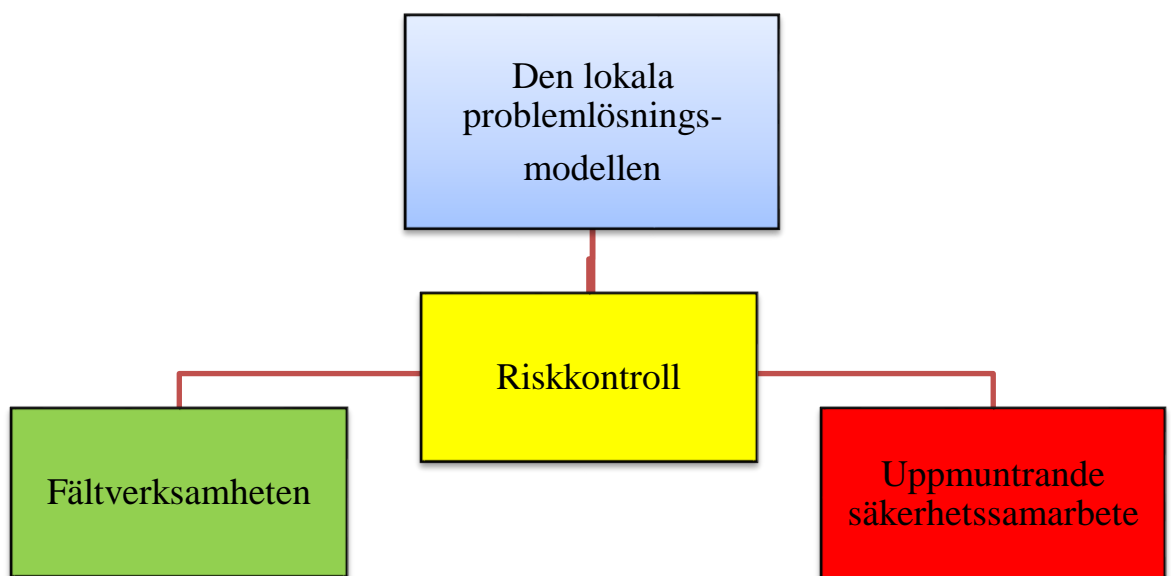 Den lokala
problemlösnings-
modellen
Riskkontroll
Fältverksamheten
Uppmuntrande
säkerhetssamarbete